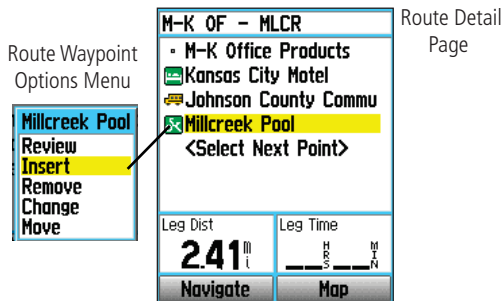 Route Waypoint
Options Menu
Millcreek Pool
Review
Insert
Remove
Change
Move
M-K OF - MLCR
M-K Office Products
Kansas City Motel
Johnson County Commu
Millcreek Pool
<Select Next Point>
Leg Dist
2.41 mi
Leg Time
__HRS__MIN
Navigate
Map
Route Detail
Page